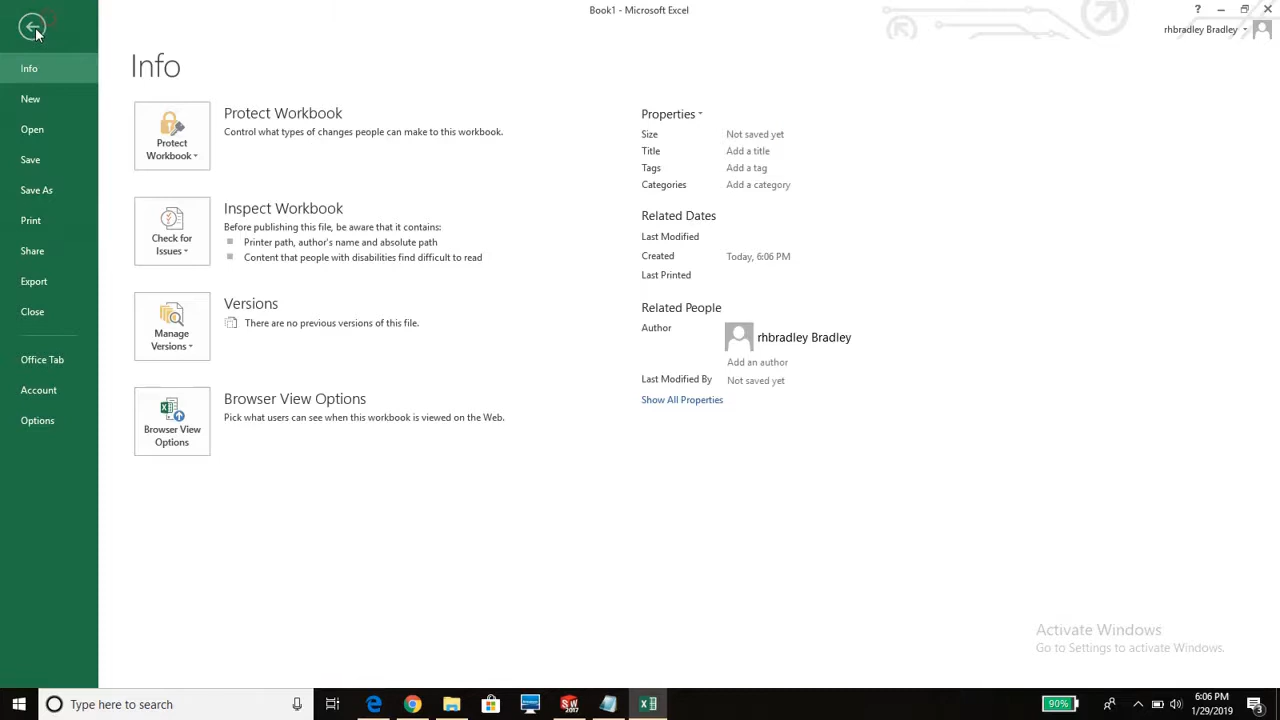 Book1 - Microsoft Excel
?
rhbradley Bradley
Info
New
Open
Save
Save As
Print
Share
Export
Close
Office Tab
Account
Options
Info
Protect Workbook
Protect Workbook
Control what types of changes people can make to this workbook.
Check for Issues
Inspect Workbook
Before publishing this file, be aware that it contains:
Printer path, author's name and absolute path
Content that people with disabilities find difficult to read
Manage Versions
Versions
There are no previous versions of this file.
Browser View Options
Browser View Options
Pick what users can see when this workbook is viewed on the Web.
Properties
Size Not saved yet
Title Add a title
Tags Add a tag
Categories Add a category
Related Dates
Last Modified
Created Today, 6:06 PM
Last Printed
Related People
Author rhbradley Bradley
Add an author
Last Modified By Not saved yet
Show All Properties
Activate Windows
Go to Settings to activate Windows.
Type here to search
SW
2017
90%
6:06 PM
1/29/2019
3